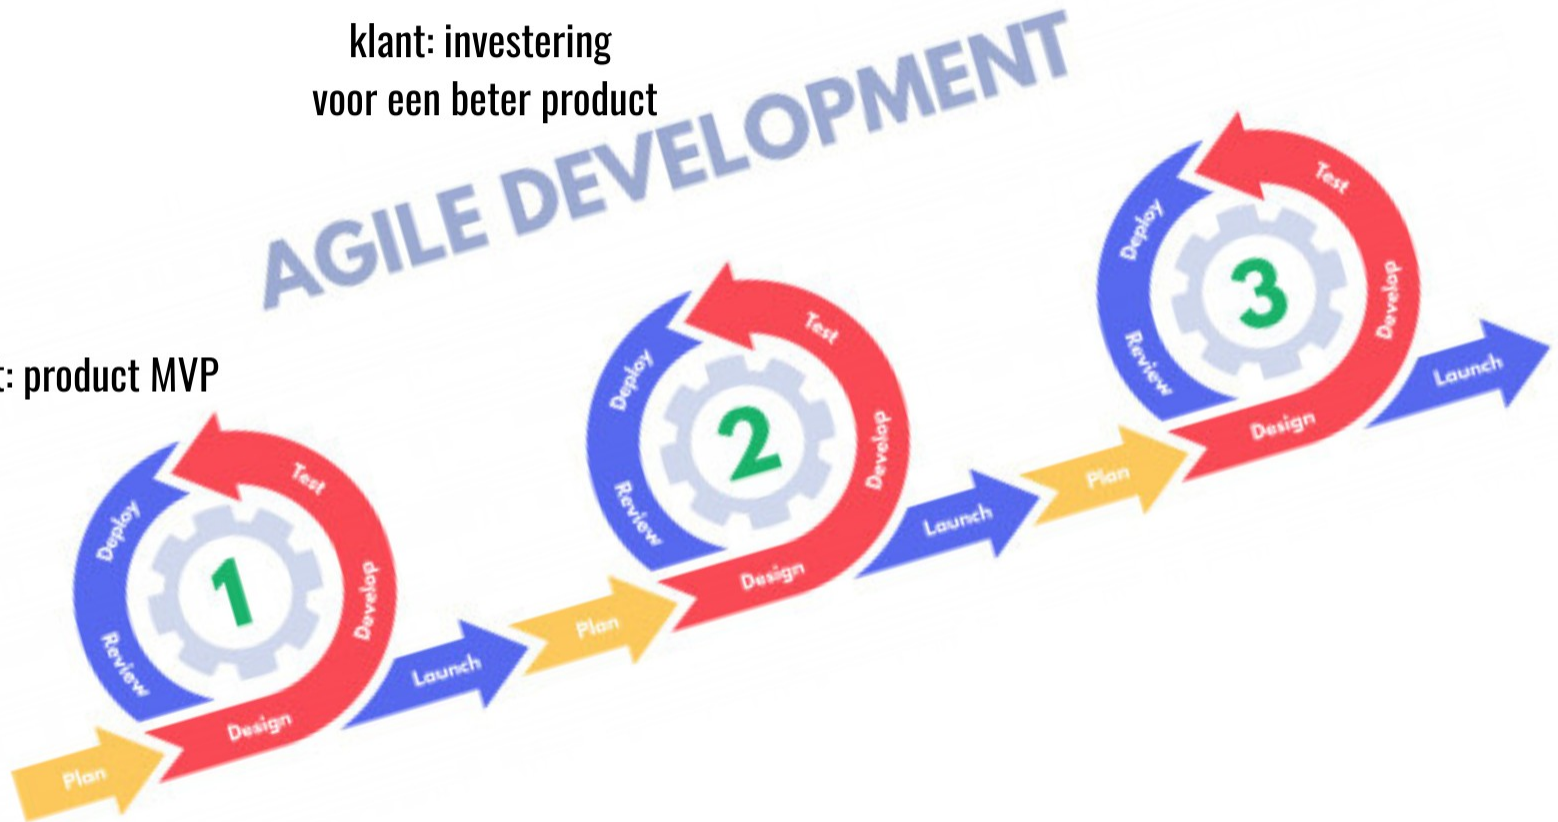 klant: investering
voor een beter product
AGILE DEVELOPMENT
t: product MVP
Plan
Design
Develop
Test
Deploy
Review
1
Launch
Plan
Design
Develop
Test
Deploy
Review
2
Launch
Plan
Design
Develop
Test
Deploy
Review
3
Launch